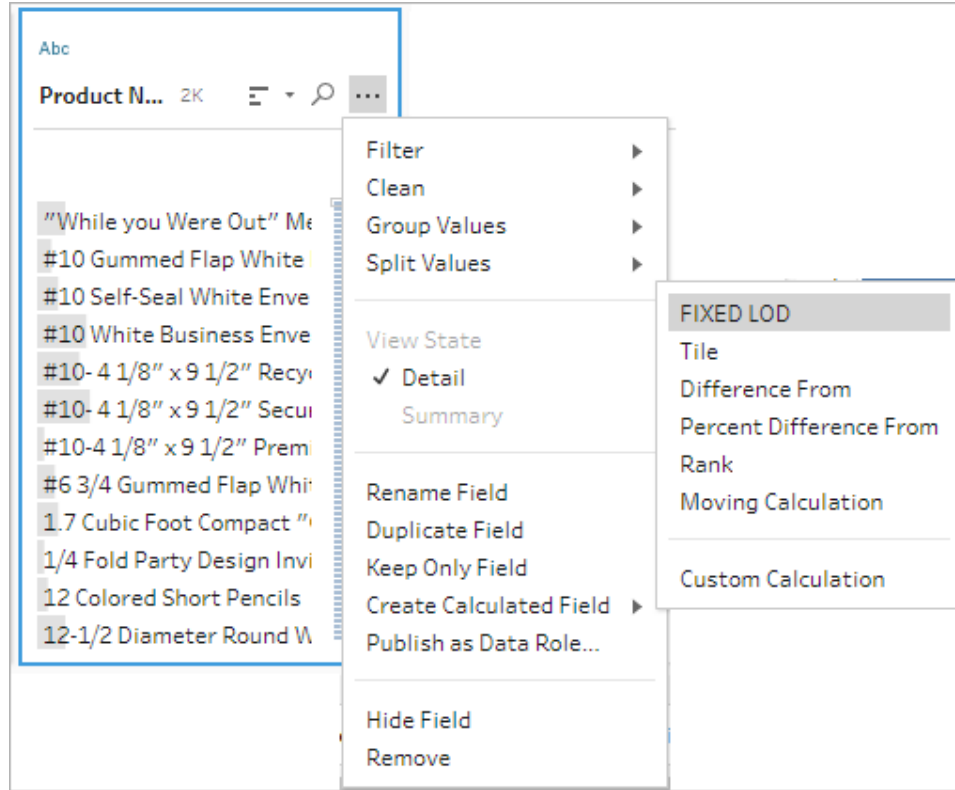 Abc
Product N... 2K
"While you Were Out" Me
#10 Gummed Flap White
#10 Self-Seal White Enve
#10 White Business Enve
#10- 4 1/8" x 9 1/2" Recy
#10- 4 1/8" x 9 1/2" Secu
#10-4 1/8" x 9 1/2" Premi
#6 3/4 Gummed Flap Whit
1.7 Cubic Foot Compact "
1/4 Fold Party Design Invi
12 Colored Short Pencils
12-1/2 Diameter Round W
Filter
Clean
Group Values
Split Values
View State
✓ Detail
Summary
Rename Field
Duplicate Field
Keep Only Field
Create Calculated Field
Publish as Data Role...
Hide Field
Remove
FIXED LOD
Tile
Difference From
Percent Difference From
Rank
Moving Calculation
Custom Calculation